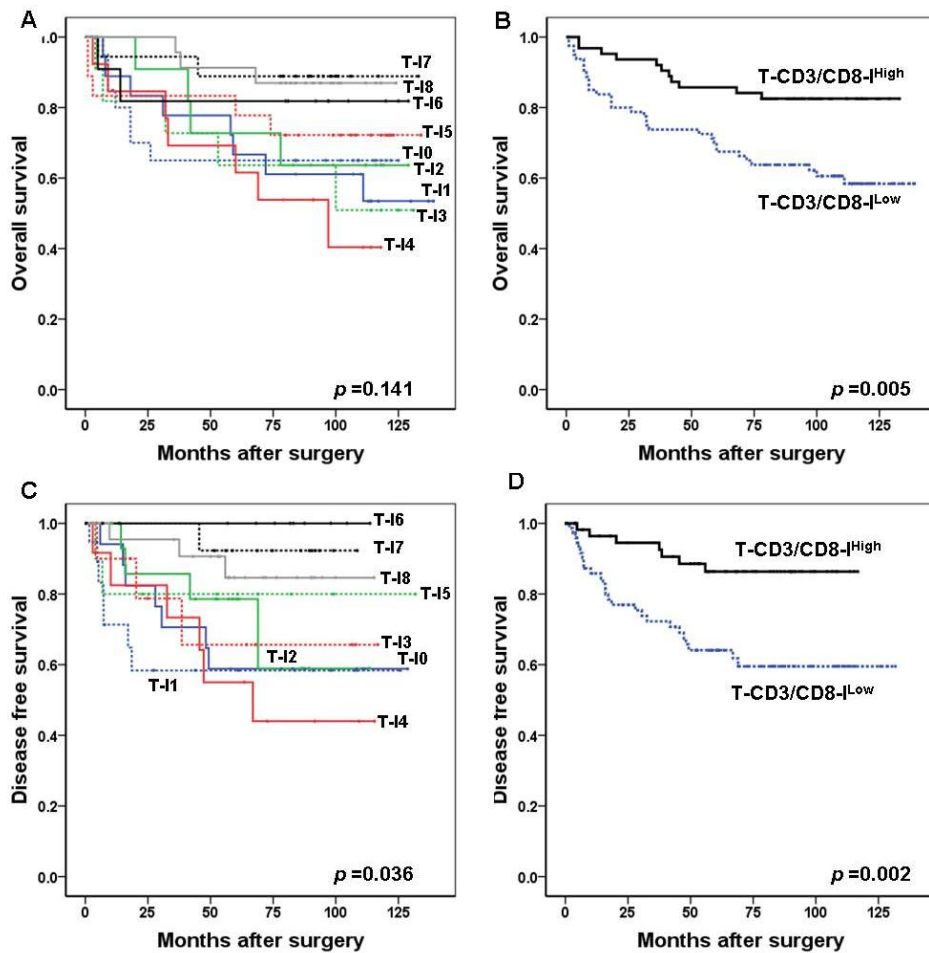 A
1.0
0.8
0.6
0.4
0.2
0.0
Overall survival
T-I7
T-I8
T-I6
T-I5
T-I0
T-I2
T-I1
T-I3
T-I4
p=0.141
0 25 50 75 100 125
Months after surgery
B
1.0
0.8
0.6
0.4
0.2
0.0
Overall survival
T-CD3/CD8-I^High
T-CD3/CD8-I^Low
p=0.005
0 25 50 75 100 125
Months after surgery
C
1.0
0.8
0.6
0.4
0.2
0.0
Disease free survival
T-I6
T-I7
T-I8
T-I5
T-I3
T-I2
T-I0
T-I1
T-I4
p=0.036
0 25 50 75 100 125
Months after surgery
D
1.0
0.8
0.6
0.4
0.2
0.0
Disease free survival
T-CD3/CD8-I^High
T-CD3/CD8-I^Low
p=0.002
0 25 50 75 100 125
Months after surgery